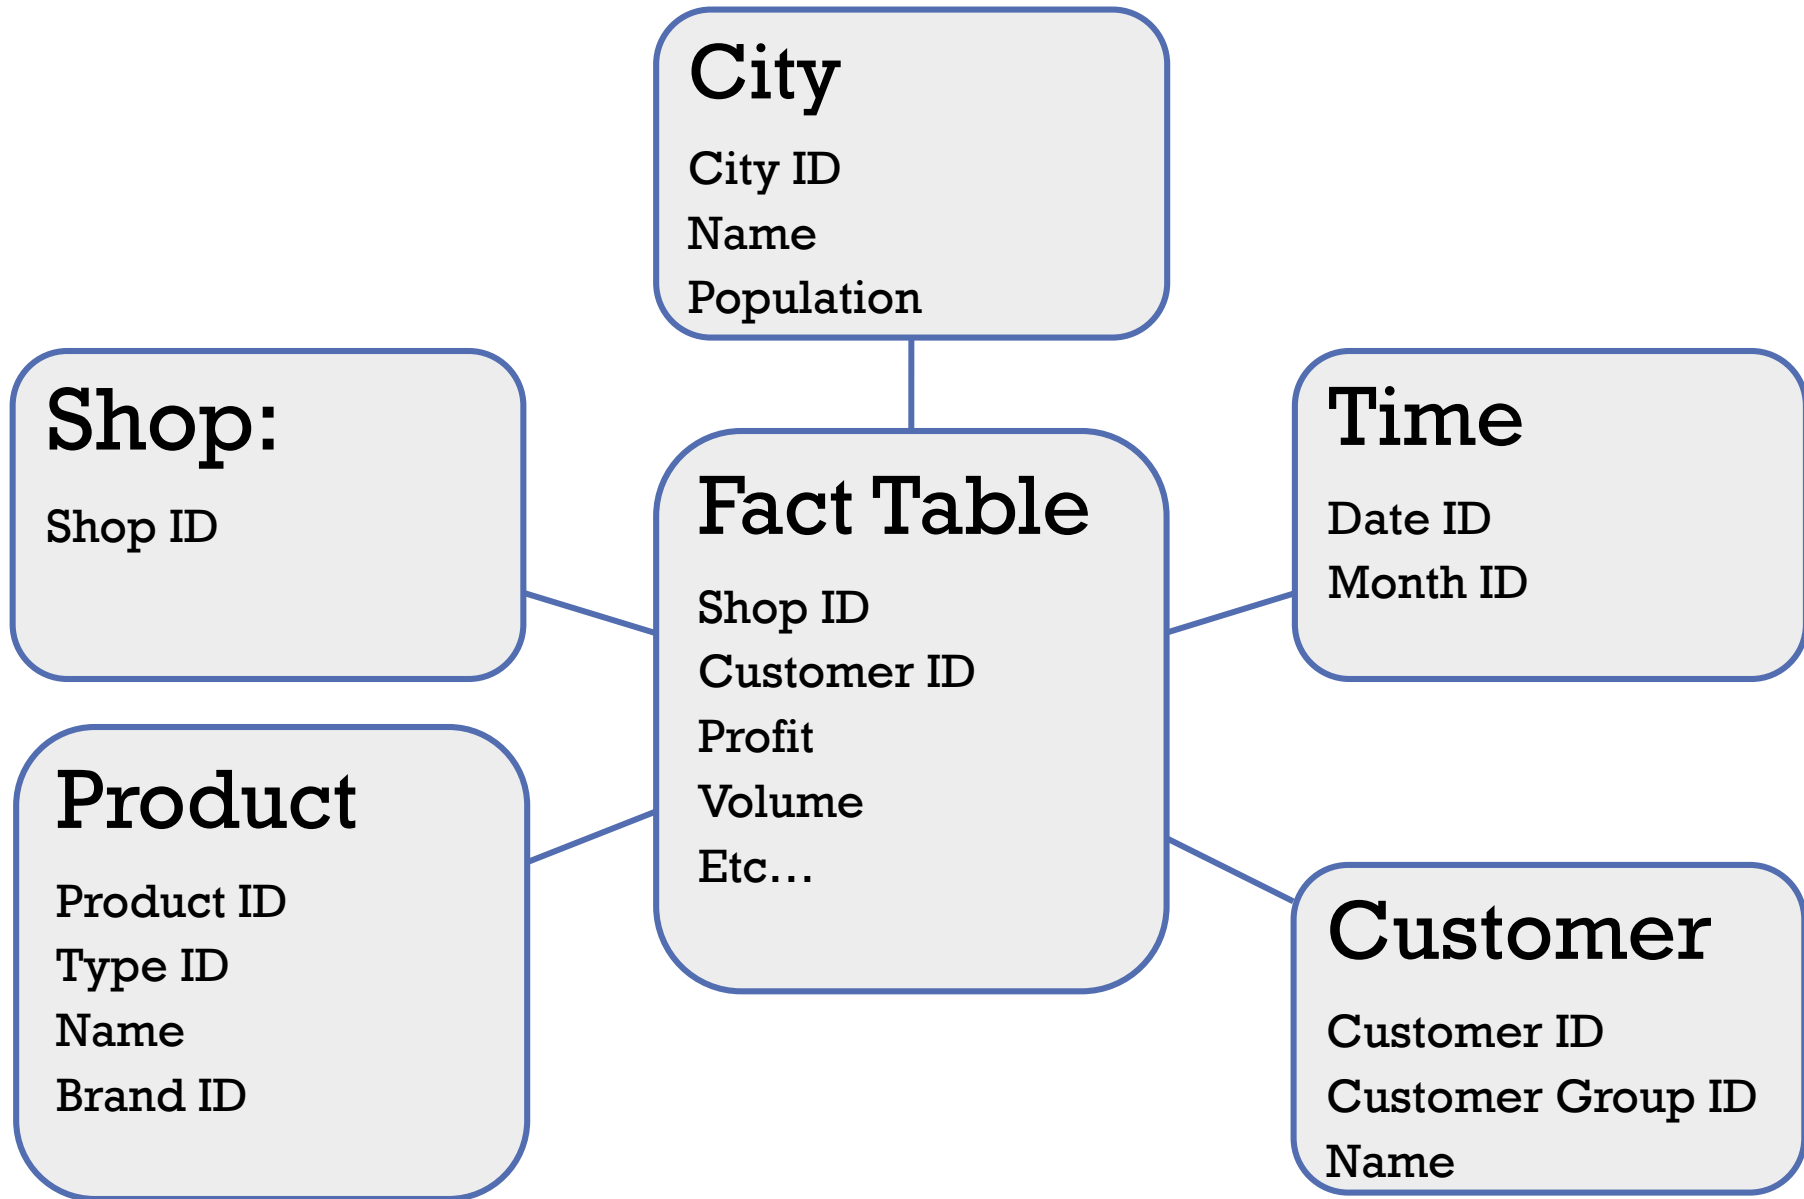 City
City ID
Name
Population
Shop:
Shop ID
Time
Date ID
Month ID
Fact Table
Shop ID
Customer ID
Profit
Volume
Etc...
Product
Product ID
Type ID
Name
Brand ID
Customer
Customer ID
Customer Group ID
Name